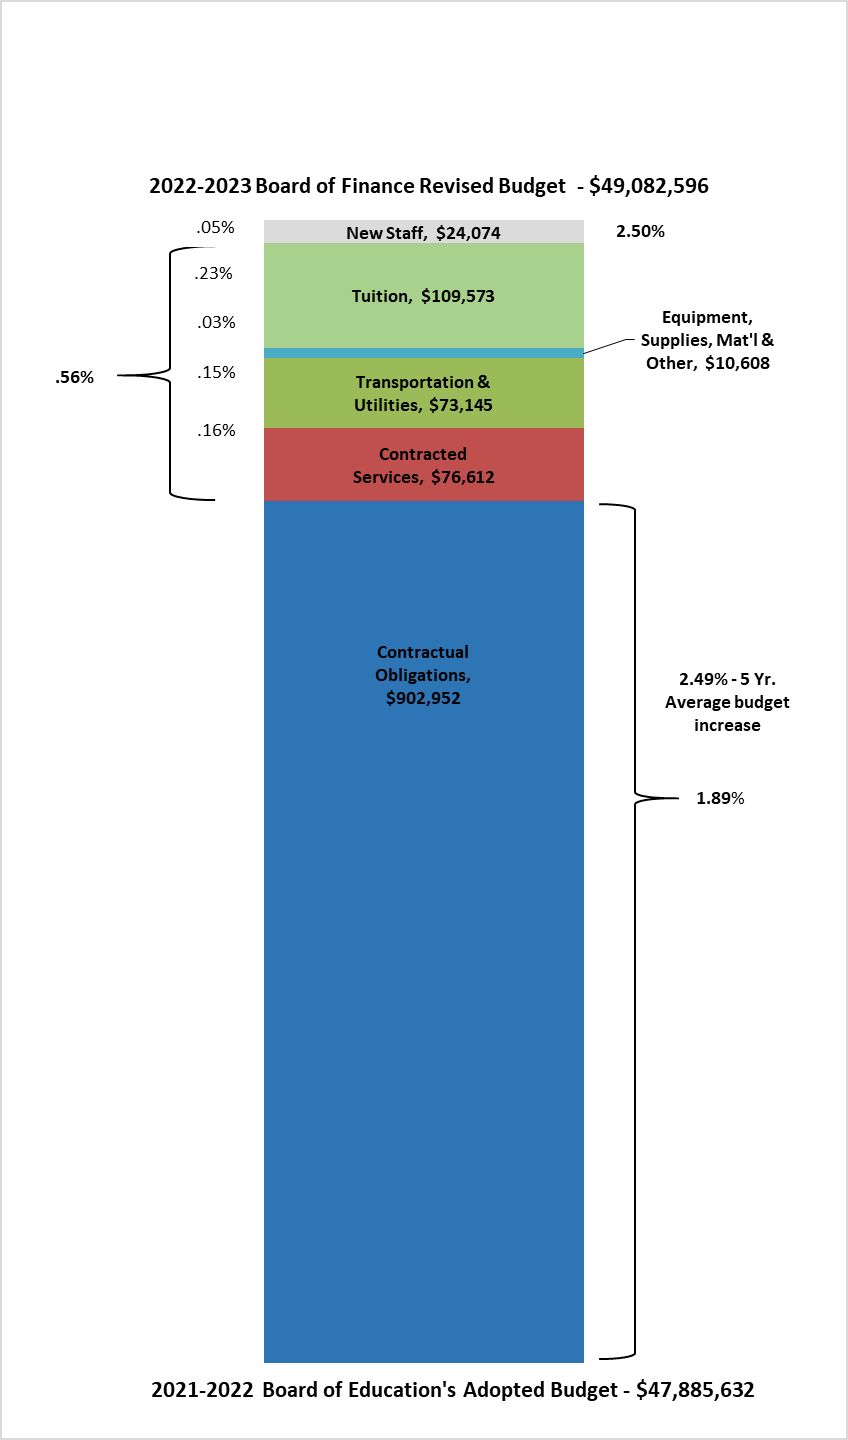 2022-2023 Board of Finance Revised Budget - $49,082,596
.05%
New Staff, $24,074
2.50%
.23%
Tuition, $109,573
.03%
Equipment,
Supplies, Mat'l &
Other, $10,608
.56%
.15%
Transportation &
Utilities, $73,145
.16%
Contracted
Services, $76,612
Contractual
Obligations,
$902,952
2.49% - 5 Yr.
Average budget
increase
1.89%
2021-2022 Board of Education's Adopted Budget - $47,885,632